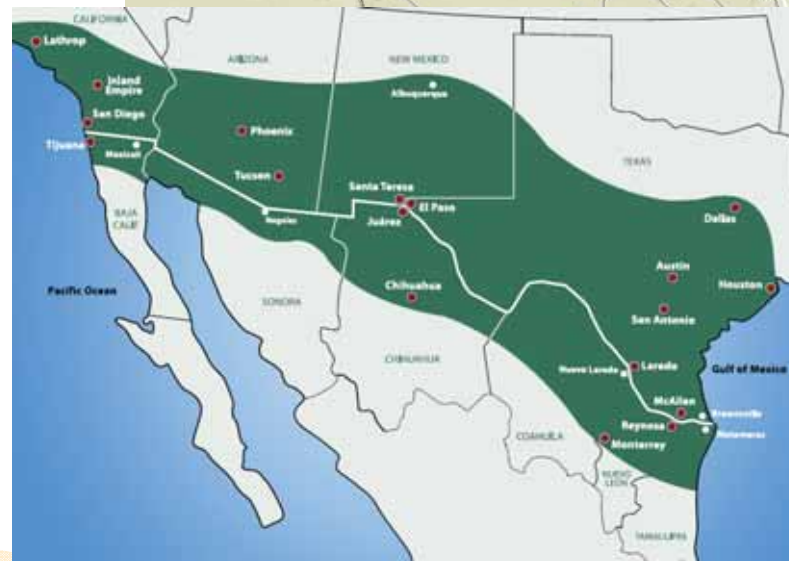 CALIFORNIA
Lathrop
ARIZONA
NEW MEXICO
Inland
Empire
Albuquerque
San Diego
Phoenix
TEXAS
Tijuana
Mexicali
Tucson
Santa Teresa
El Paso
Juárez
Dallas
BAJA
CALIF
Nogales
Austin
Pacific Ocean
Chihuahua
Houston
SONORA
San Antonio
CHIHUAHUA
Nuevo Laredo
Laredo
Gulf of Mexico
McAllen
Brownsville
Reynosa
Matamoros
COAHUILA
Monterrey
NUEVO
LEON
TAMAULIPAS